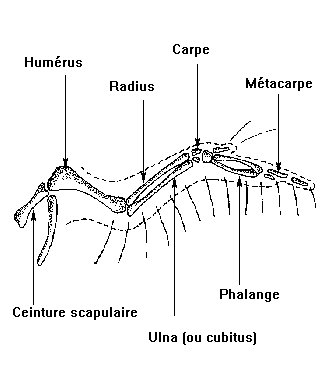 Carpe
Humérus
Radius
Métacarpe
Phalange
Ceinture scapulaire
Ulna (ou cubitus)